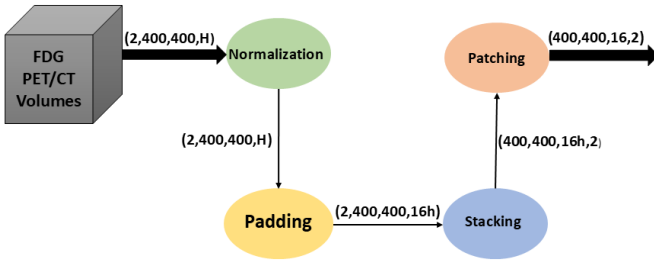 FDG
PET/CT
Volumes
(2,400,400,H)
Normalization
(2,400,400,H)
Padding
(2,400,400,16h)
Stacking
(400,400,16h,2)
Patching
(400,400,16,2)